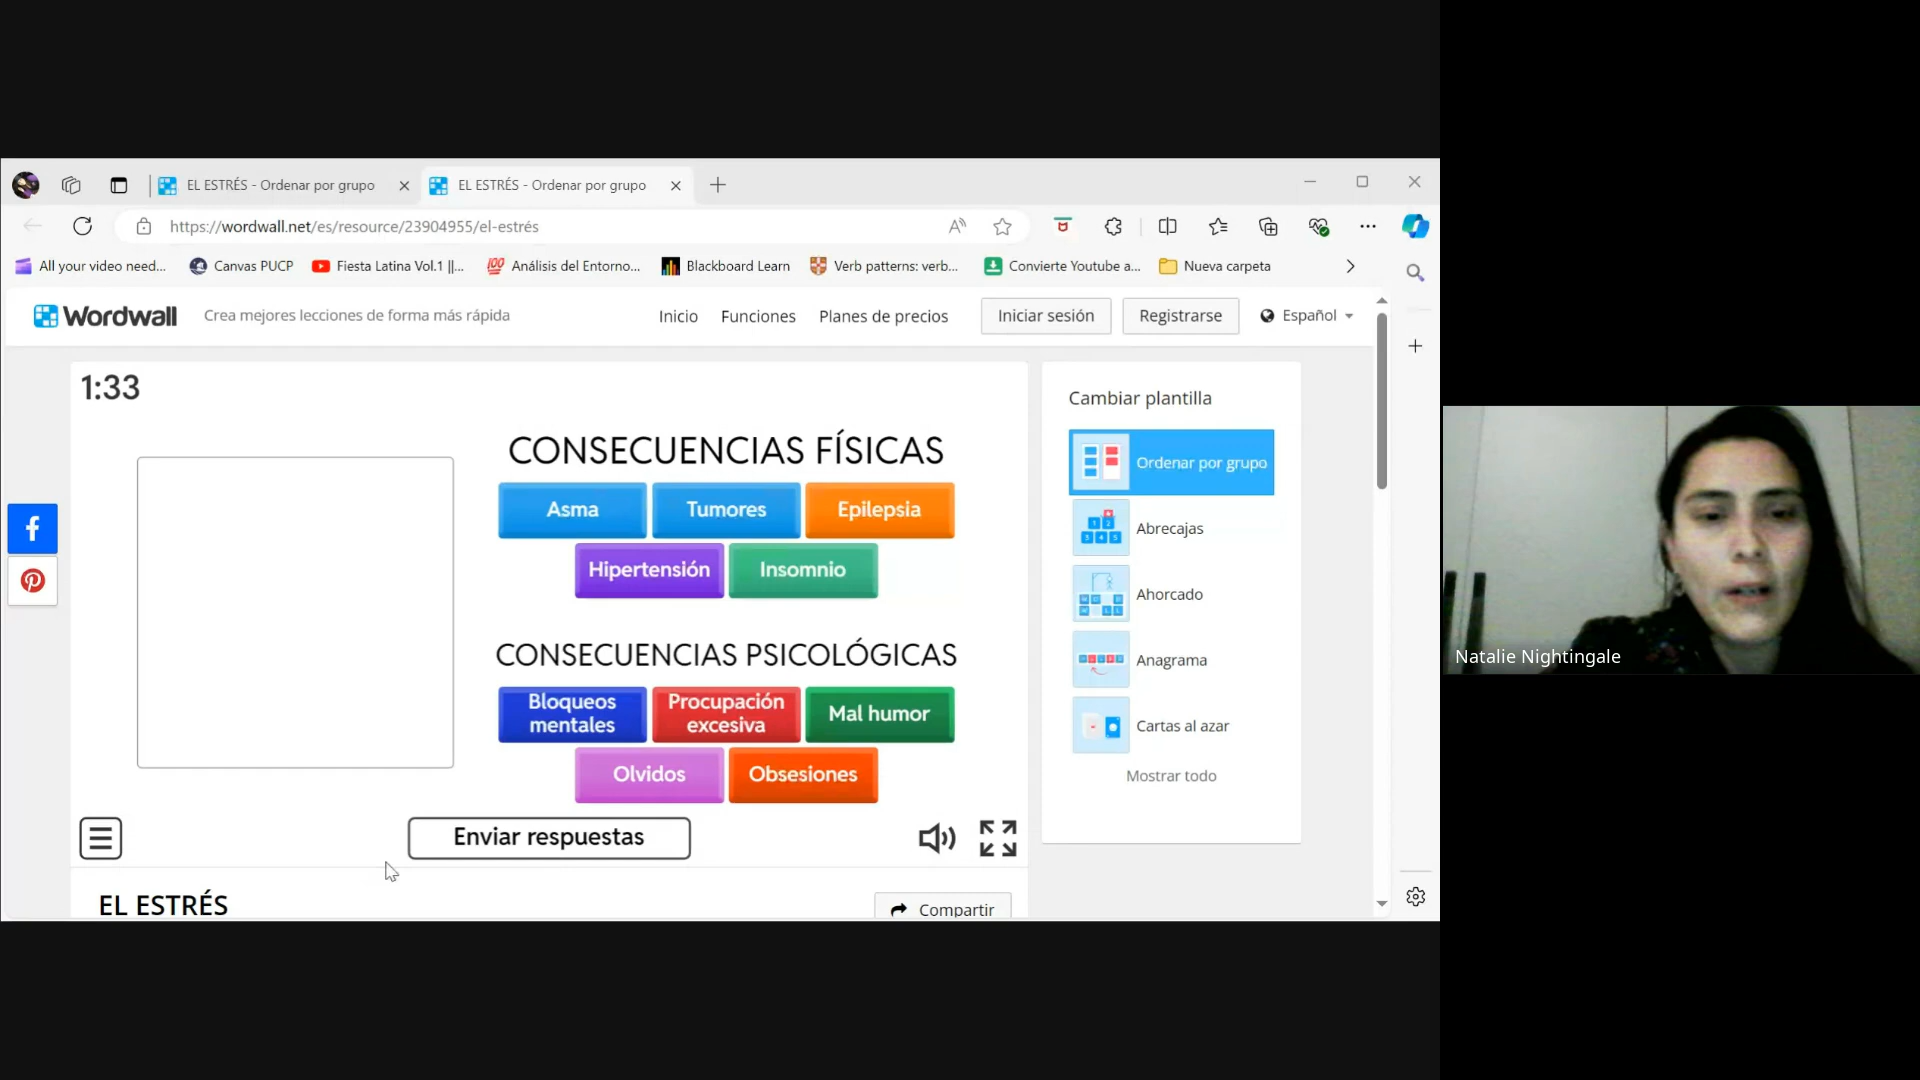 EL ESTRÉS - Ordenar por grupo
EL ESTRÉS - Ordenar por grupo
https://wordwall.net/es/resource/23904955/el-estrés
All your video need...
Canvas PUCP
Fiesta Latina Vol.1 ||...
Análisis del Entorno...
Blackboard Learn
Verb patterns: verb...
Convierte Youtube a...
Nueva carpeta
Wordwall
Crea mejores lecciones de forma más rápida
Inicio
Funciones
Planes de precios
Iniciar sesión
Registrarse
Español
1:33
CONSECUENCIAS FÍSICAS
Asma
Tumores
Epilepsia
Hipertensión
Insomnio
CONSECUENCIAS PSICOLÓGICAS
Bloqueos
mentales
Procupación
excesiva
Mal humor
Olvidos
Obsesiones
Enviar respuestas
EL ESTRÉS
Compartir
Cambiar plantilla
Ordenar por grupo
Abrecajas
Ahorcado
Anagrama
Cartas al azar
Mostrar todo
Natalie Nightingale